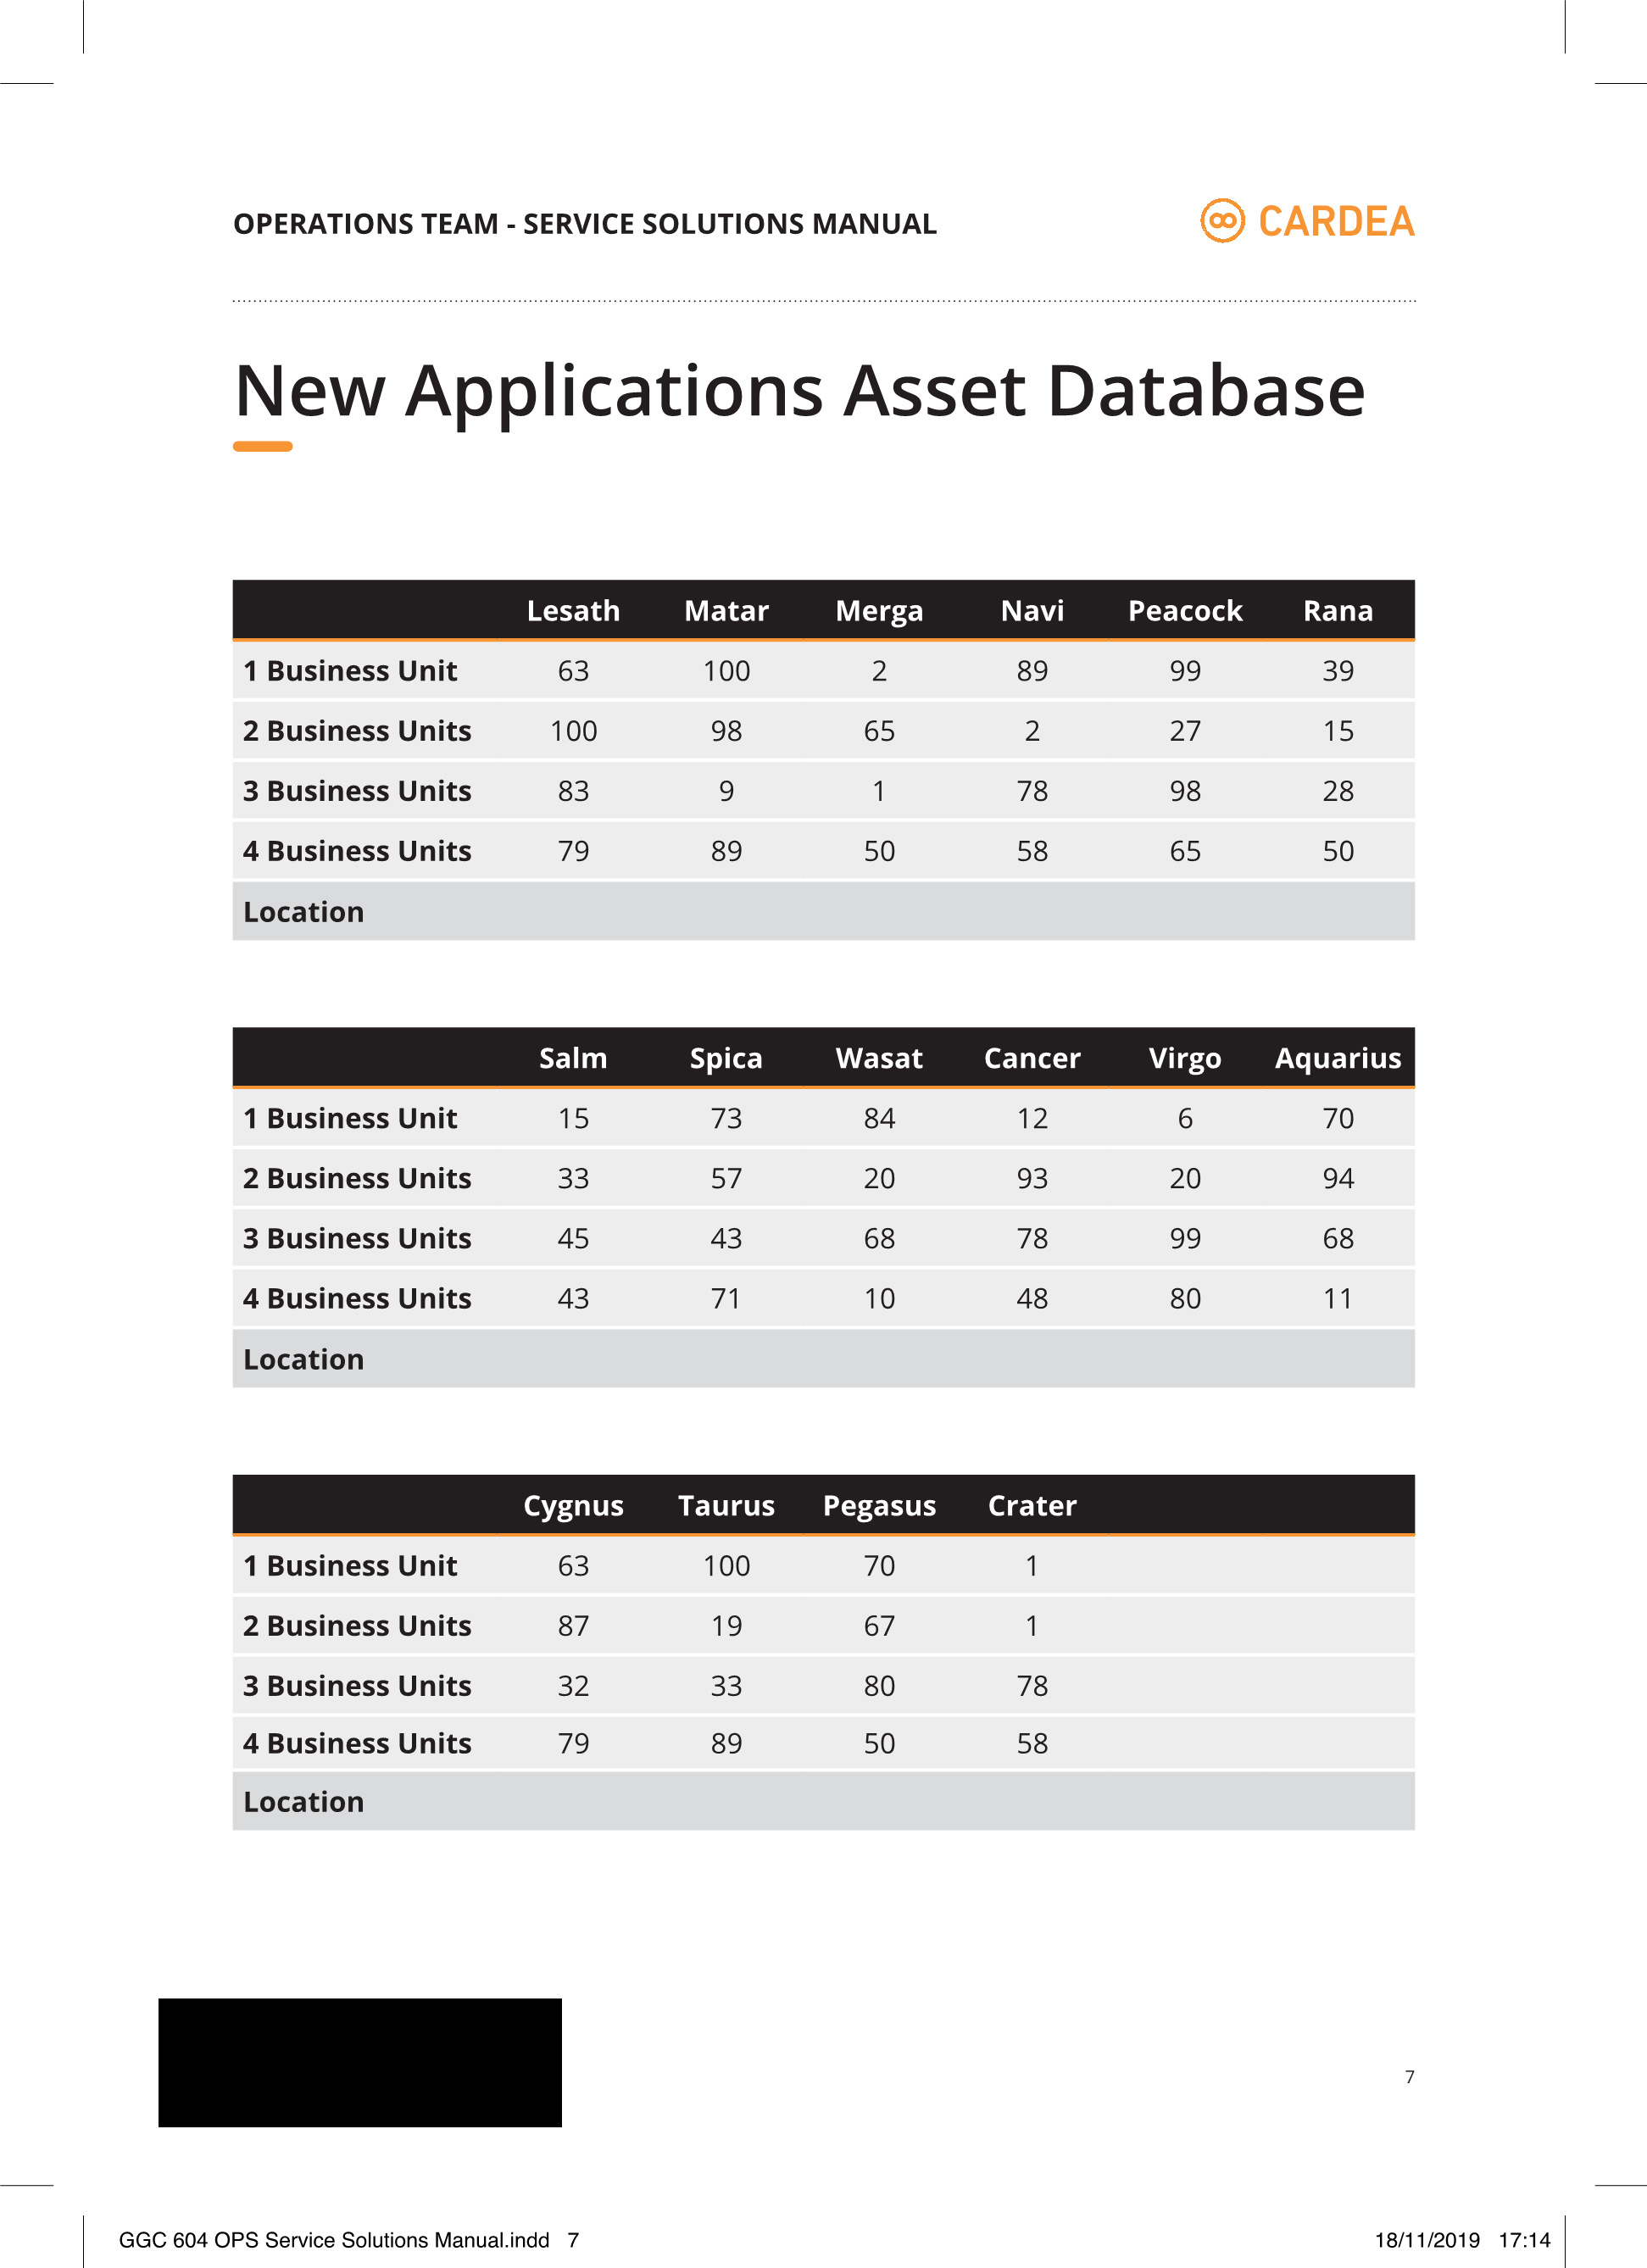 OPERATIONS TEAM - SERVICE SOLUTIONS MANUAL
CARDEA
New Applications Asset Database
Lesath Matar Merga Navi Peacock Rana
1 Business Unit 63 100 2 89 99 39
2 Business Units 100 98 65 2 27 15
3 Business Units 83 9 1 78 98 28
4 Business Units 79 89 50 58 65 50
Location
Salm Spica Wasat Cancer Virgo Aquarius
1 Business Unit 15 73 84 12 6 70
2 Business Units 33 57 20 93 20 94
3 Business Units 45 43 68 78 99 68
4 Business Units 43 71 10 48 80 11
Location
Cygnus Taurus Pegasus Crater
1 Business Unit 63 100 70 1
2 Business Units 87 19 67 1
3 Business Units 32 33 80 78
4 Business Units 79 89 50 58
Location
7
GGC 604 OPS Service Solutions Manual.indd 7 18/11/2019 17:14